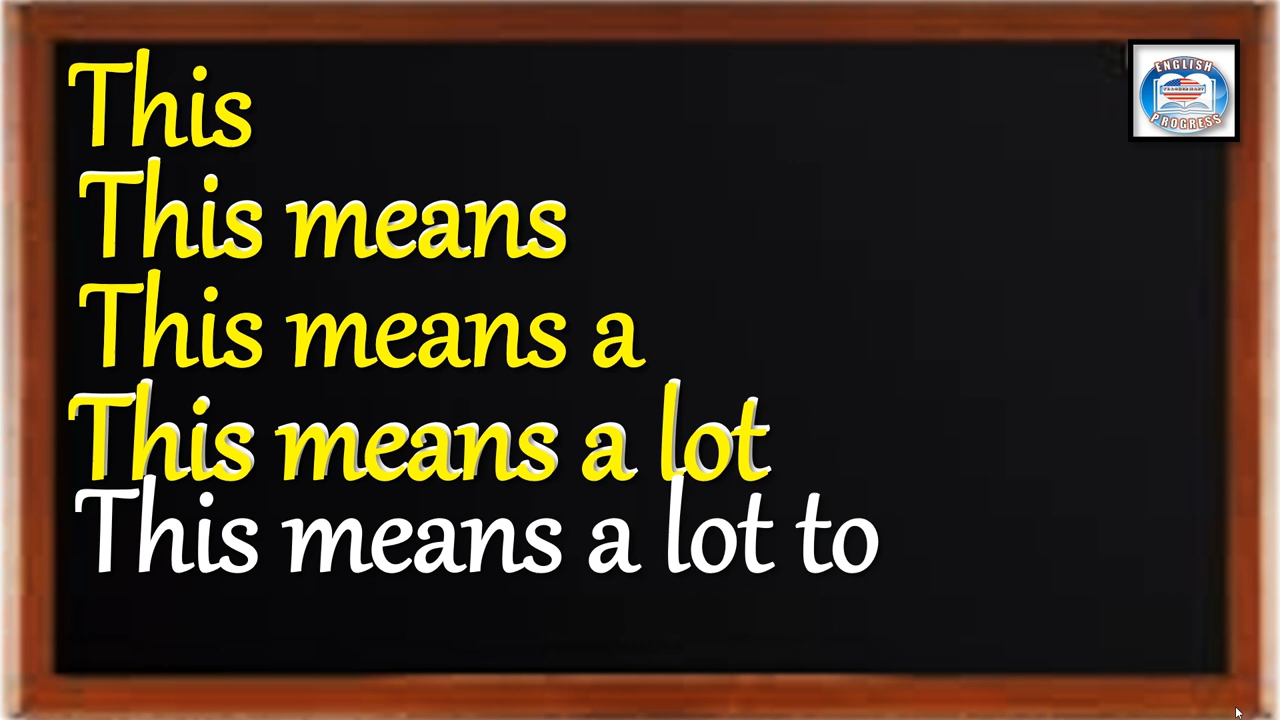 This
This means
This means a
This means a lot
This means a lot to
ENGLISH
PROGRESS